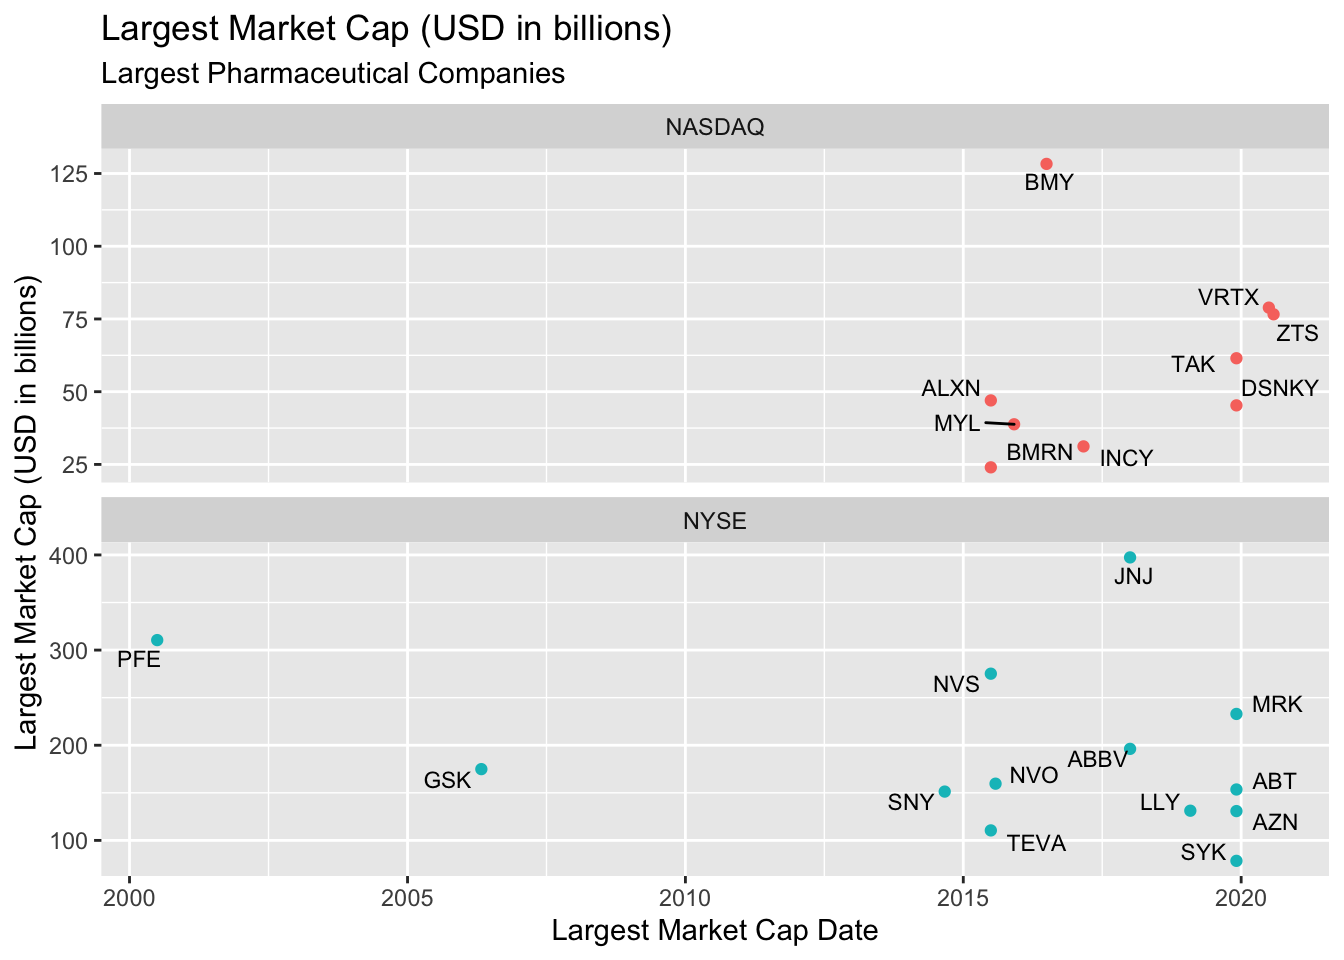 Largest Market Cap (USD in billions)
Largest Pharmaceutical Companies
Largest Market Cap (USD in billions)
NASDAQ
125
100
75
50
25
BMY
VRTX
ZTS
TAK
DSNKY
ALXN
MYL
BMRN
INCY
NYSE
400
300
200
100
JNJ
PFE
NVS
MRK
ABBV
GSK
NVO
ABT
SNY
LLY
AZN
TEVA
SYK
2000 2005 2010 2015 2020
Largest Market Cap Date